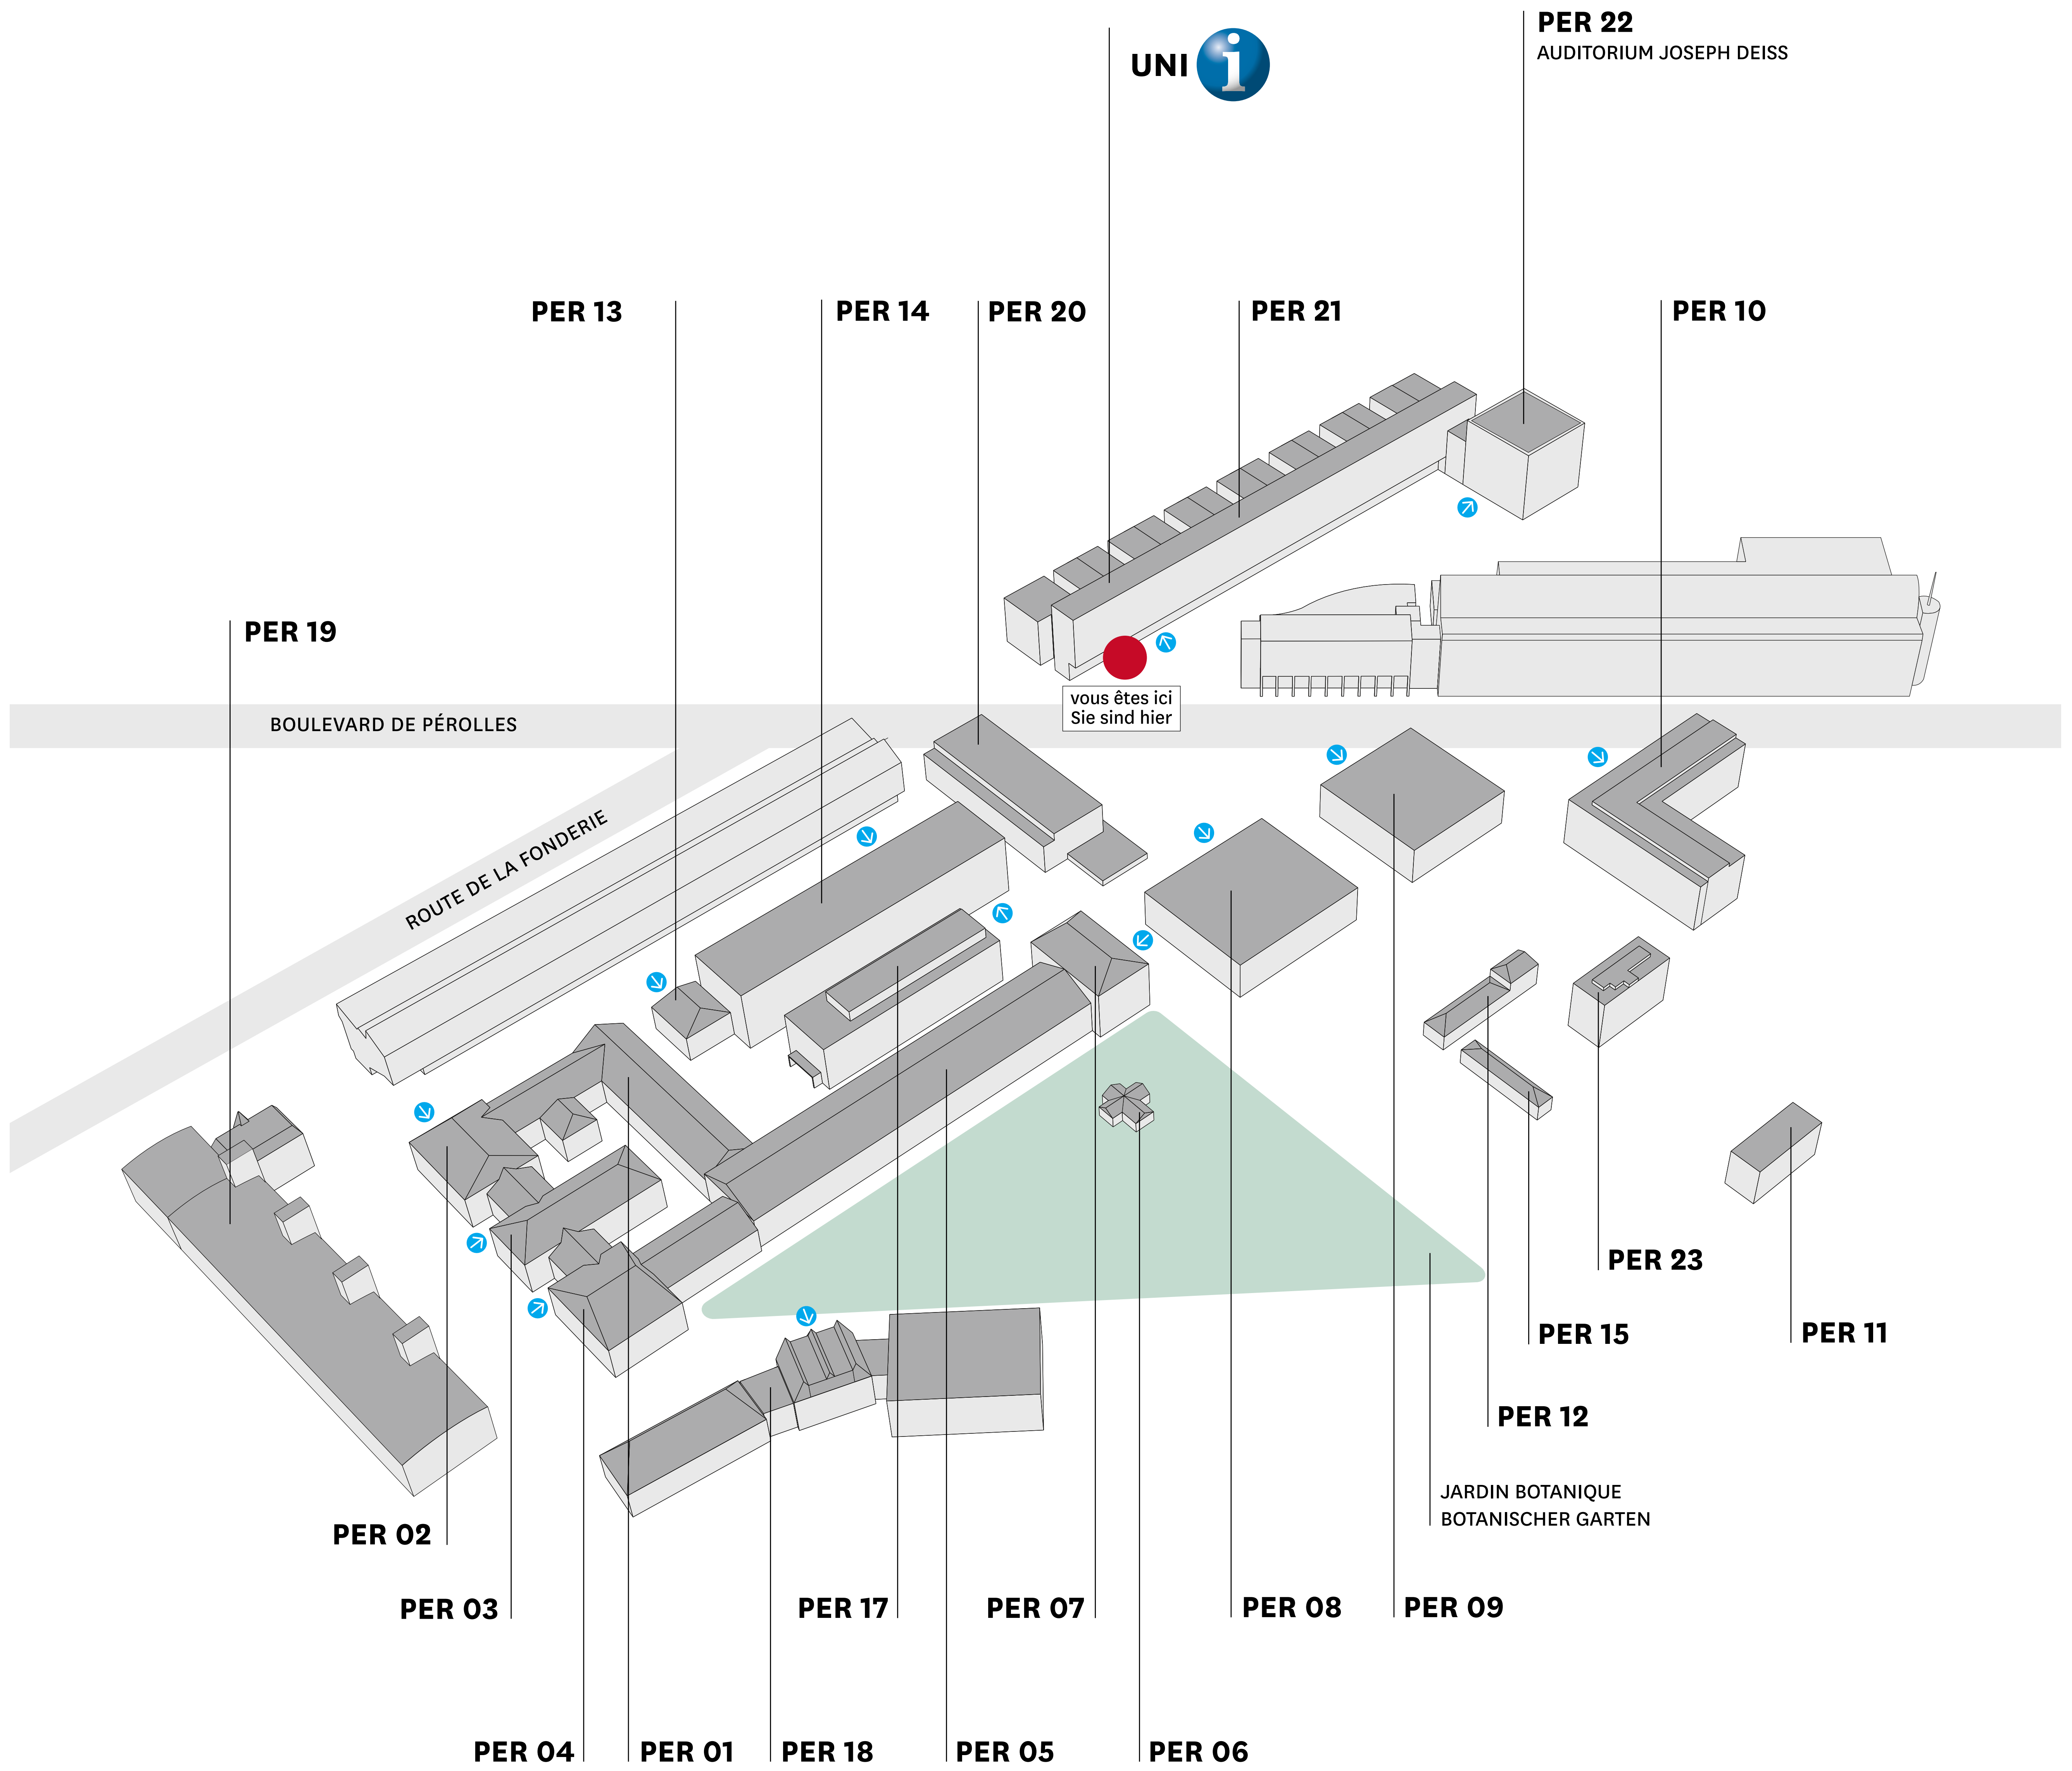 PER 22
AUDITORIUM JOSEPH DEISS
UNI i
PER 13
PER 14
PER 20
PER 21
PER 10
PER 19
vous êtes ici
Sie sind hier
BOULEVARD DE PÉROLLES
ROUTE DE LA FONDERIE
PER 23
PER 15
PER 11
PER 12
JARDIN BOTANIQUE
BOTANISCHER GARTEN
PER 02
PER 03
PER 17
PER 07
PER 08
PER 09
PER 04
PER 01
PER 18
PER 05
PER 06